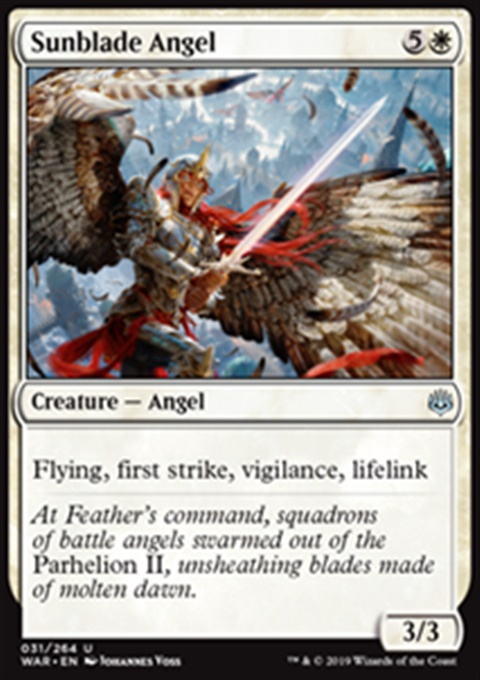 Sunblade Angel 5
Creature — Angel
Flying, first strike, vigilance, lifelink
At Feather's command, squadrons
of battle angels swarmed out of the
Parhelion II, unsheathing blades made
of molten dawn.
3/3
031/264 U
WAR • EN Johannes Voss
™ & © 2019 Wizards of the Coast